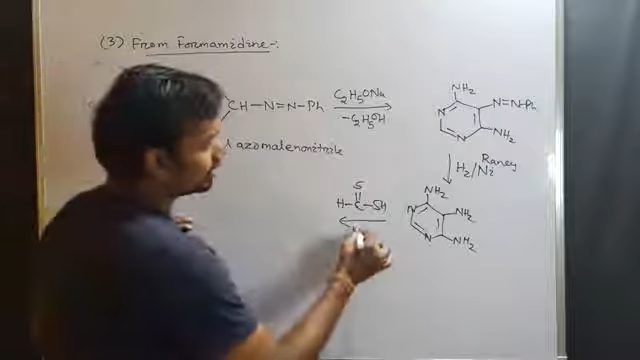 (3) From Formamidine:-
CH-N=N-Ph
C2H5ONa
-C2H5OH
azomalenonitrile
NH2
N=N-Ph
N
N
NH2
H2/Raney Ni
S
H-C-SH
NH2
N
NH2
N
NH2